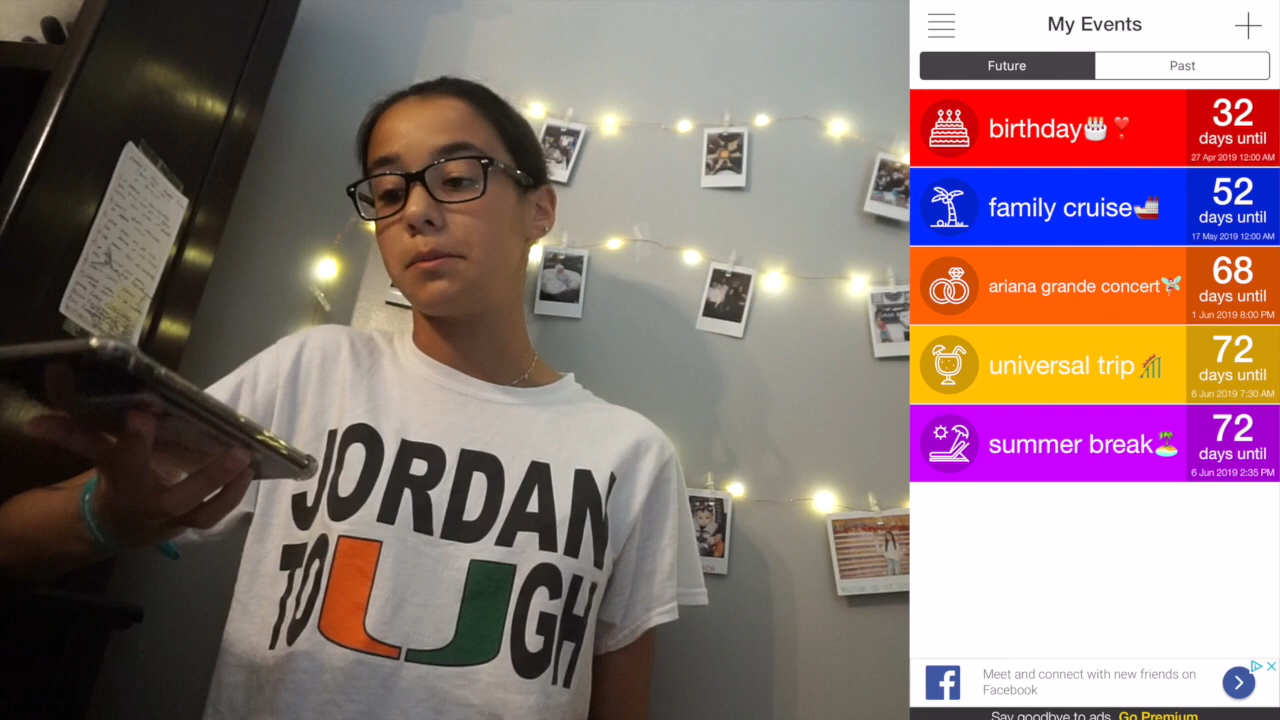 JORDAN
TOUGH
My Events
Future
Past
birthday🎂❣️
32
days until
27 Apr 2019 12:00 AM
family cruise🚢
52
days until
17 May 2019 12:00 AM
ariana grande concert🧚
68
days until
1 Jun 2019 8:00 PM
universal trip🎢
72
days until
6 Jun 2019 7:30 AM
summer break🏝️
72
days until
6 Jun 2019 2:35 PM
Meet and connect with new friends on
Facebook
Say goodbye to ads. Go Premium